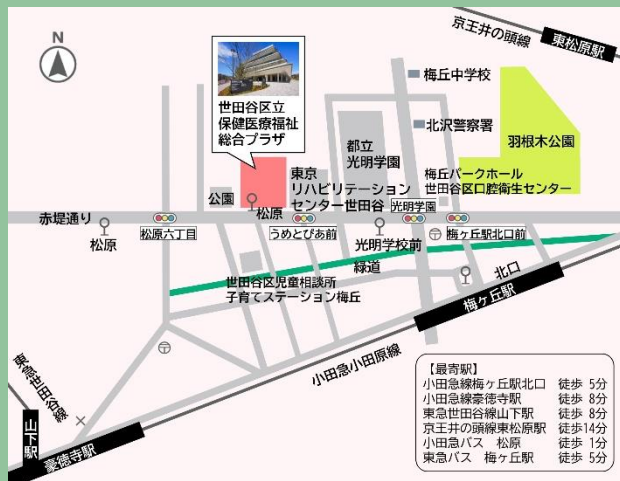 N
京王井の頭線
東松原駅
世田谷区立
保健医療福祉
総合プラザ
梅丘中学校
北沢警察署
羽根木公園
都立
光明学園
東京
リハビリテーション
センター世田谷
梅丘パークホール
世田谷区口腔衛生センター
公園
松原
光明学園
赤堤通り
松原
松原六丁目
うめとぴあ前
光明学校前
梅ヶ丘駅北口前
緑道
世田谷区児童相談所
子育てステーション梅丘
北口
梅ヶ丘駅
小田急小田原線
東急世田谷線
山下駅
豪徳寺駅
【最寄駅】
小田急線梅ヶ丘駅北口 徒歩 5分
小田急線豪徳寺駅 徒歩 8分
東急世田谷線山下駅 徒歩 8分
京王井の頭線東松原駅 徒歩14分
小田急バス 松原 徒歩 1分
東急バス 梅ヶ丘駅 徒歩 5分